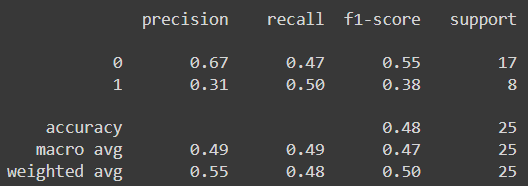 precision recall f1-score support
0 0.67 0.47 0.55 17
1 0.31 0.50 0.38 8
accuracy 0.48 25
macro avg 0.49 0.49 0.47 25
weighted avg 0.55 0.48 0.50 25